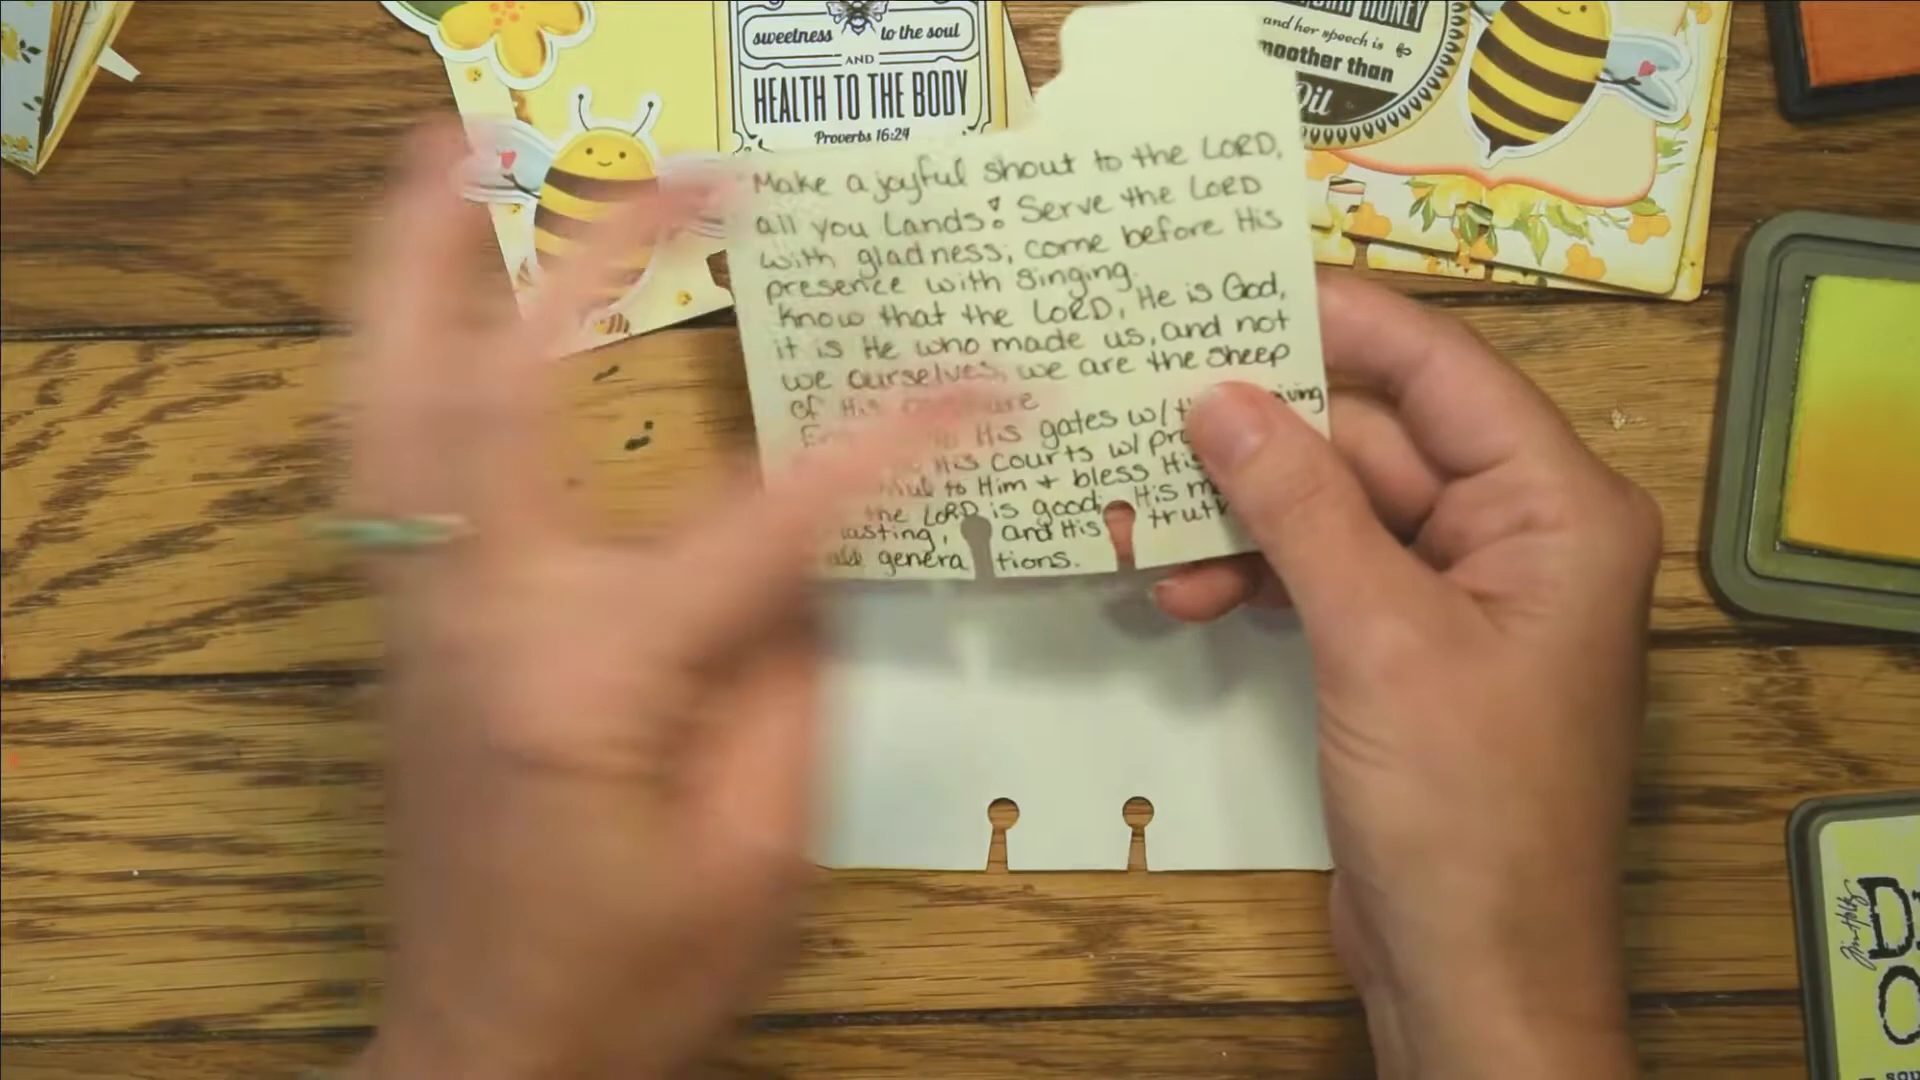 sweetness to the soul
AND
HEALTH TO THE BODY
Proverbs 16:24
HONEY
and her speech is
smoother than
Oil
Make a joyful shout to the LORD,
all you Lands! Serve the LORD
with gladness; come before His
presence with singing.
Know that the LORD, He is God,
it is He who made us, and not
we ourselves, we are the sheep
of His
His gates w/
His Courts w/
to Him + bless His
the LORD is good; His
and His truth
genera tions.
Tim Holtz